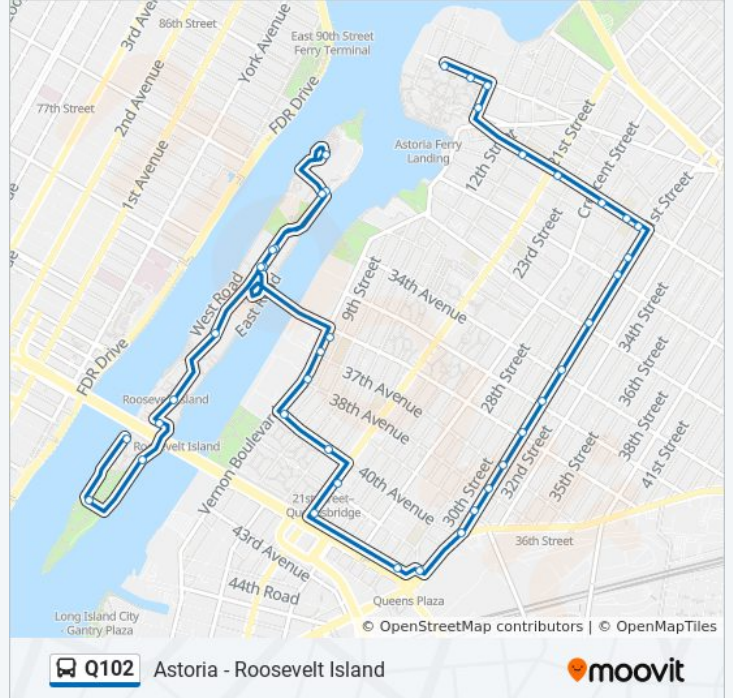 86th Street
3rd Av
York Avenue
East 90th Street
Ferry Terminal
2nd Avenue
77th Street
FDR Drive
1st Avenue
Astoria Ferry
Landing
12th Street
21st Street
Crescent Street
st Street
23rd Street
9th Street
34th Avenue
West Road
East Road
34th Street
FDR Drive
28th Street
36th Street
37th Avenue
Roosevelt Island
38th Avenue
38th Street
Roosevelt Island
Vernon Boulevar
41st Street
32nd Street
35th Street
30th Street
40th Avenue
21st Street–
Queensbridge
43rd Avenue
36th Street
44th Road
Queens Plaza
Long Island City
- Gantry Plaza
© OpenStreetMap contributors | © OpenMapTiles
Q102 Astoria - Roosevelt Island
moovit